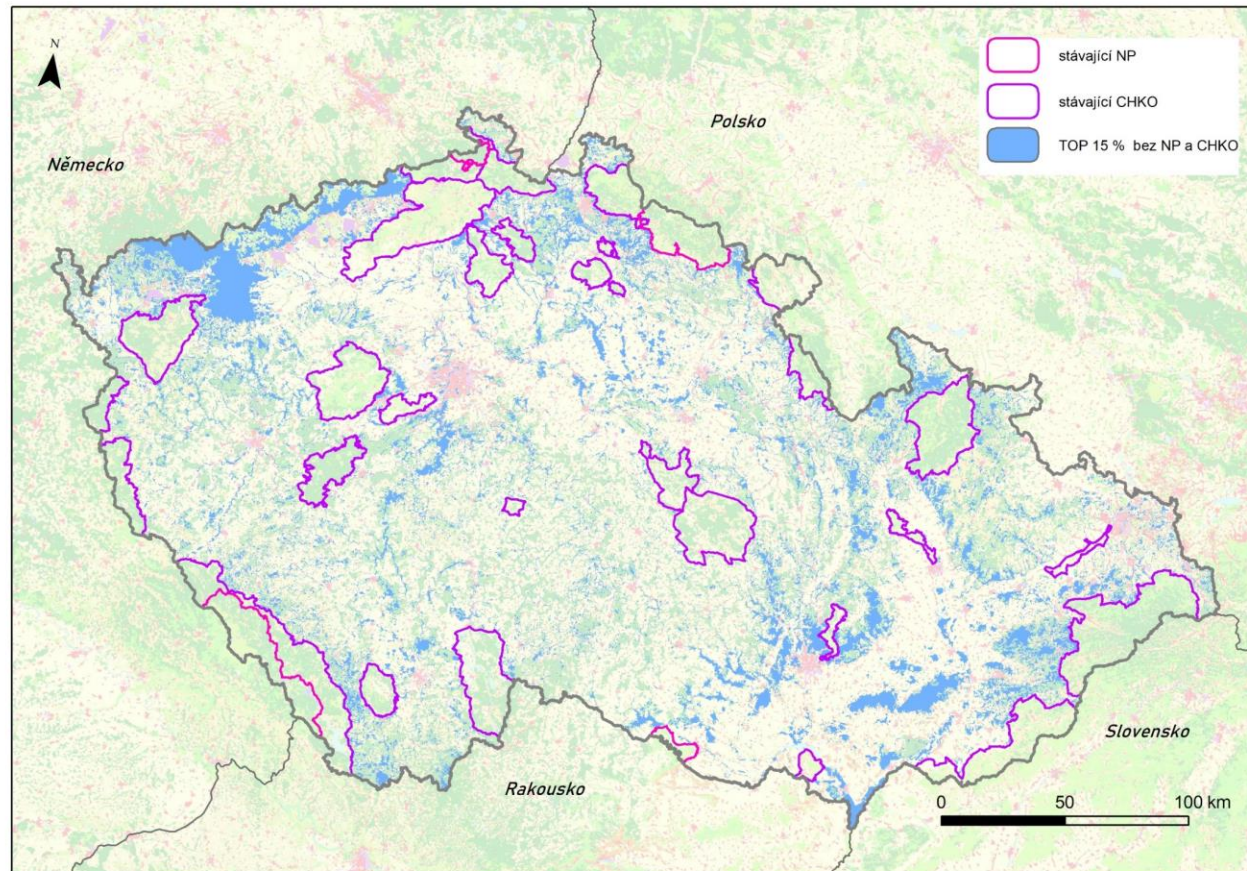 N
stávající NP
stávající CHKO
TOP 15 % bez NP a CHKO
Polsko
Německo
Slovensko
Rakousko
0 50 100 km